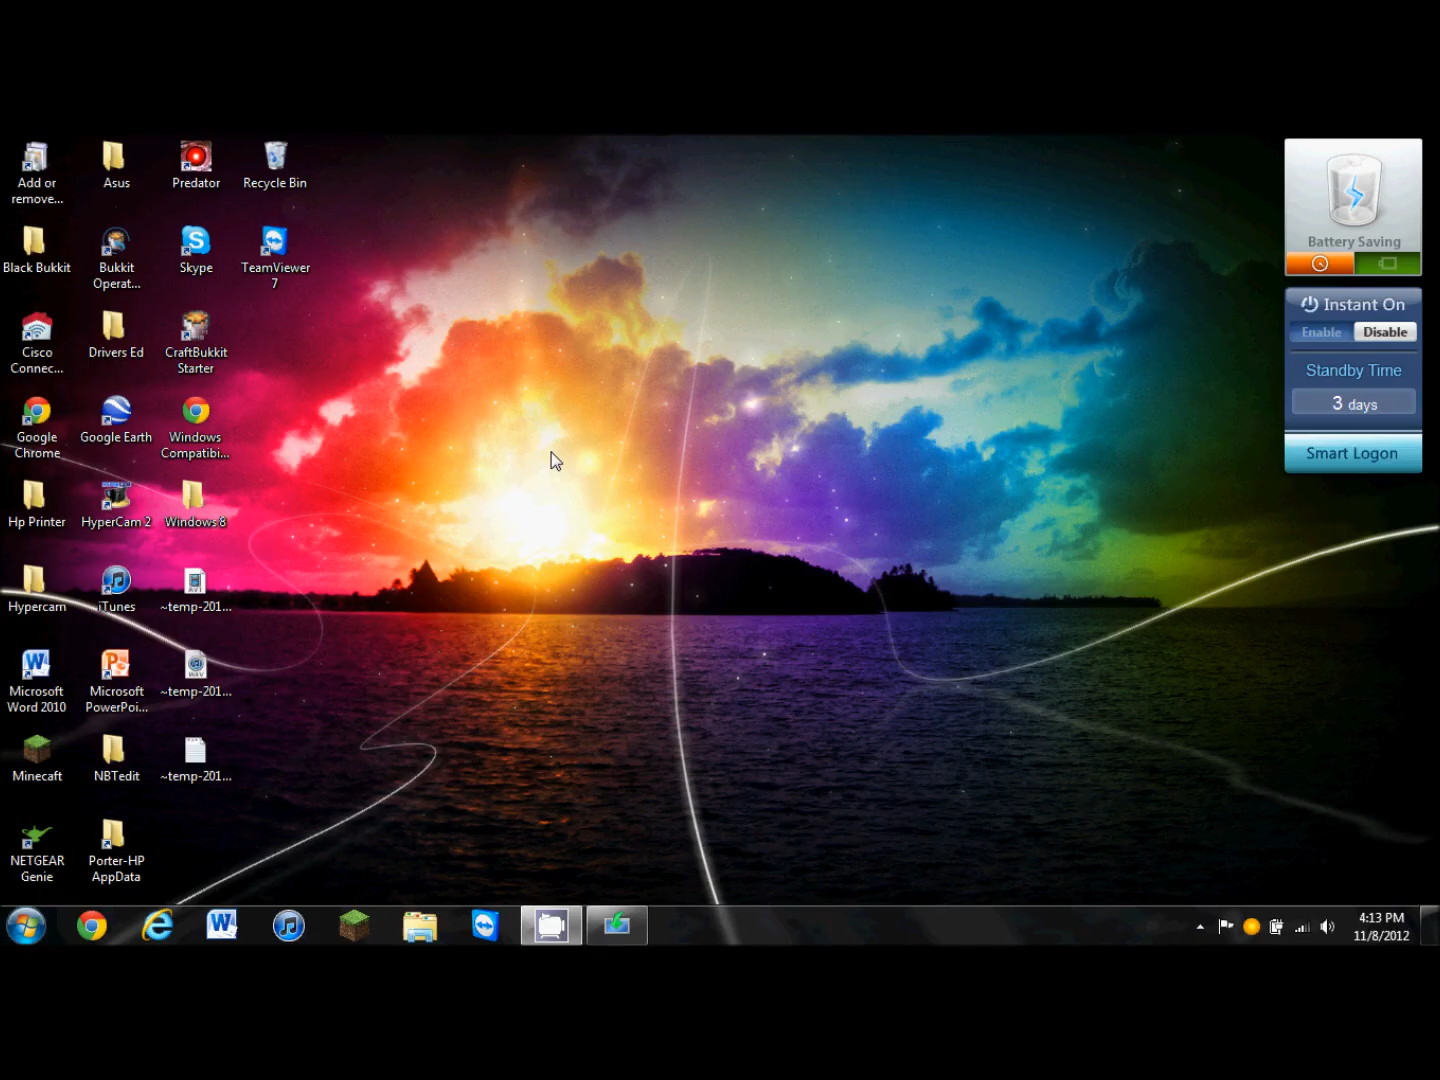 Add or
remove...
Asus
Predator
Recycle Bin
Black Bukkit
Bukkit
Operat...
Skype
TeamViewer
7
Cisco
Connec...
Drivers Ed
CraftBukkit
Starter
Google
Chrome
Google Earth
Windows
Compatibi...
Hp Printer
HyperCam 2
Windows 8
Hypercam
iTunes
~temp-201...
Microsoft
Word 2010
Microsoft
PowerPoi...
~temp-201...
Minecaft
NBTedit
~temp-201...
NETGEAR
Genie
Porter-HP
AppData
Battery Saving
Instant On
Enable Disable
Standby Time
3 days
Smart Logon
4:13 PM
11/8/2012